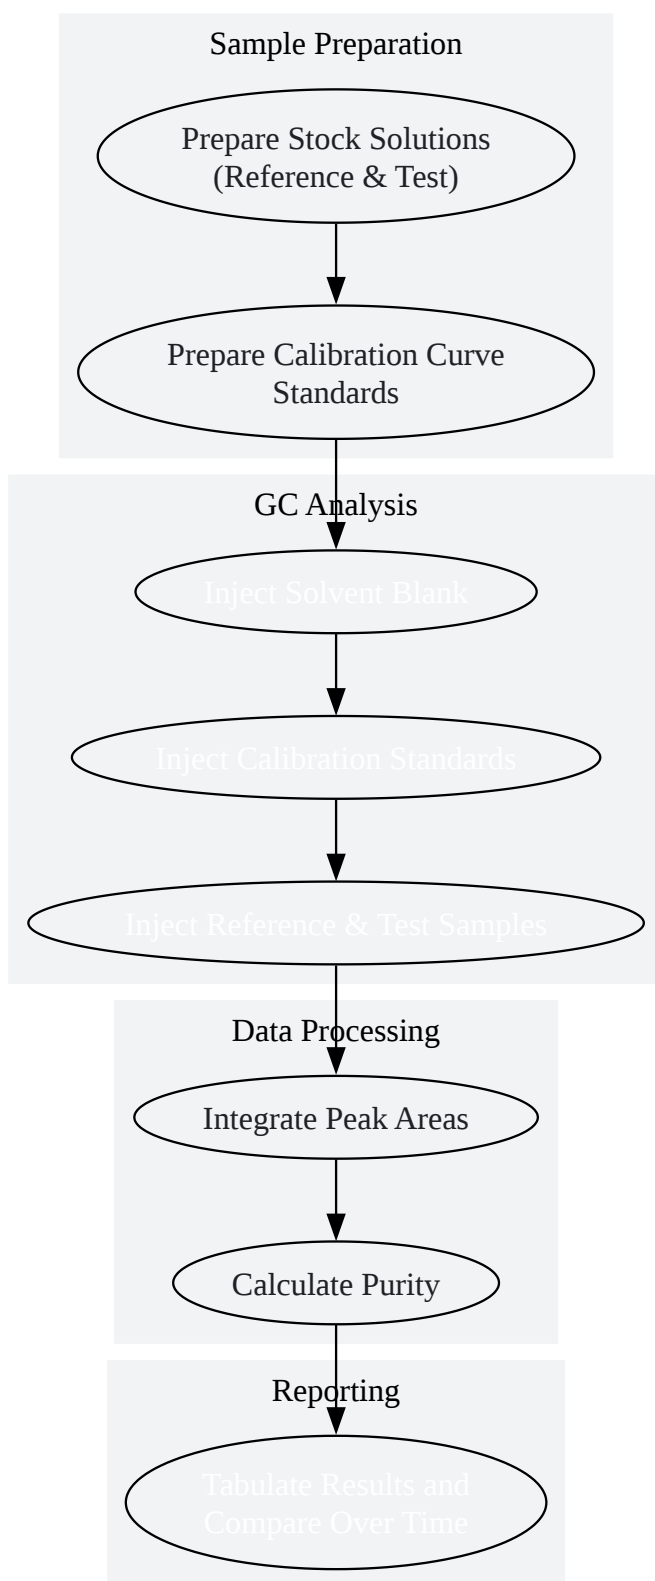 Sample Preparation
Prepare Stock Solutions
(Reference & Test)
Prepare Calibration Curve
Standards
GC Analysis
Inject Solvent Blank
Inject Calibration Standards
Inject Reference & Test Samples
Data Processing
Integrate Peak Areas
Calculate Purity
Reporting
Tabulate Results and
Compare Over Time